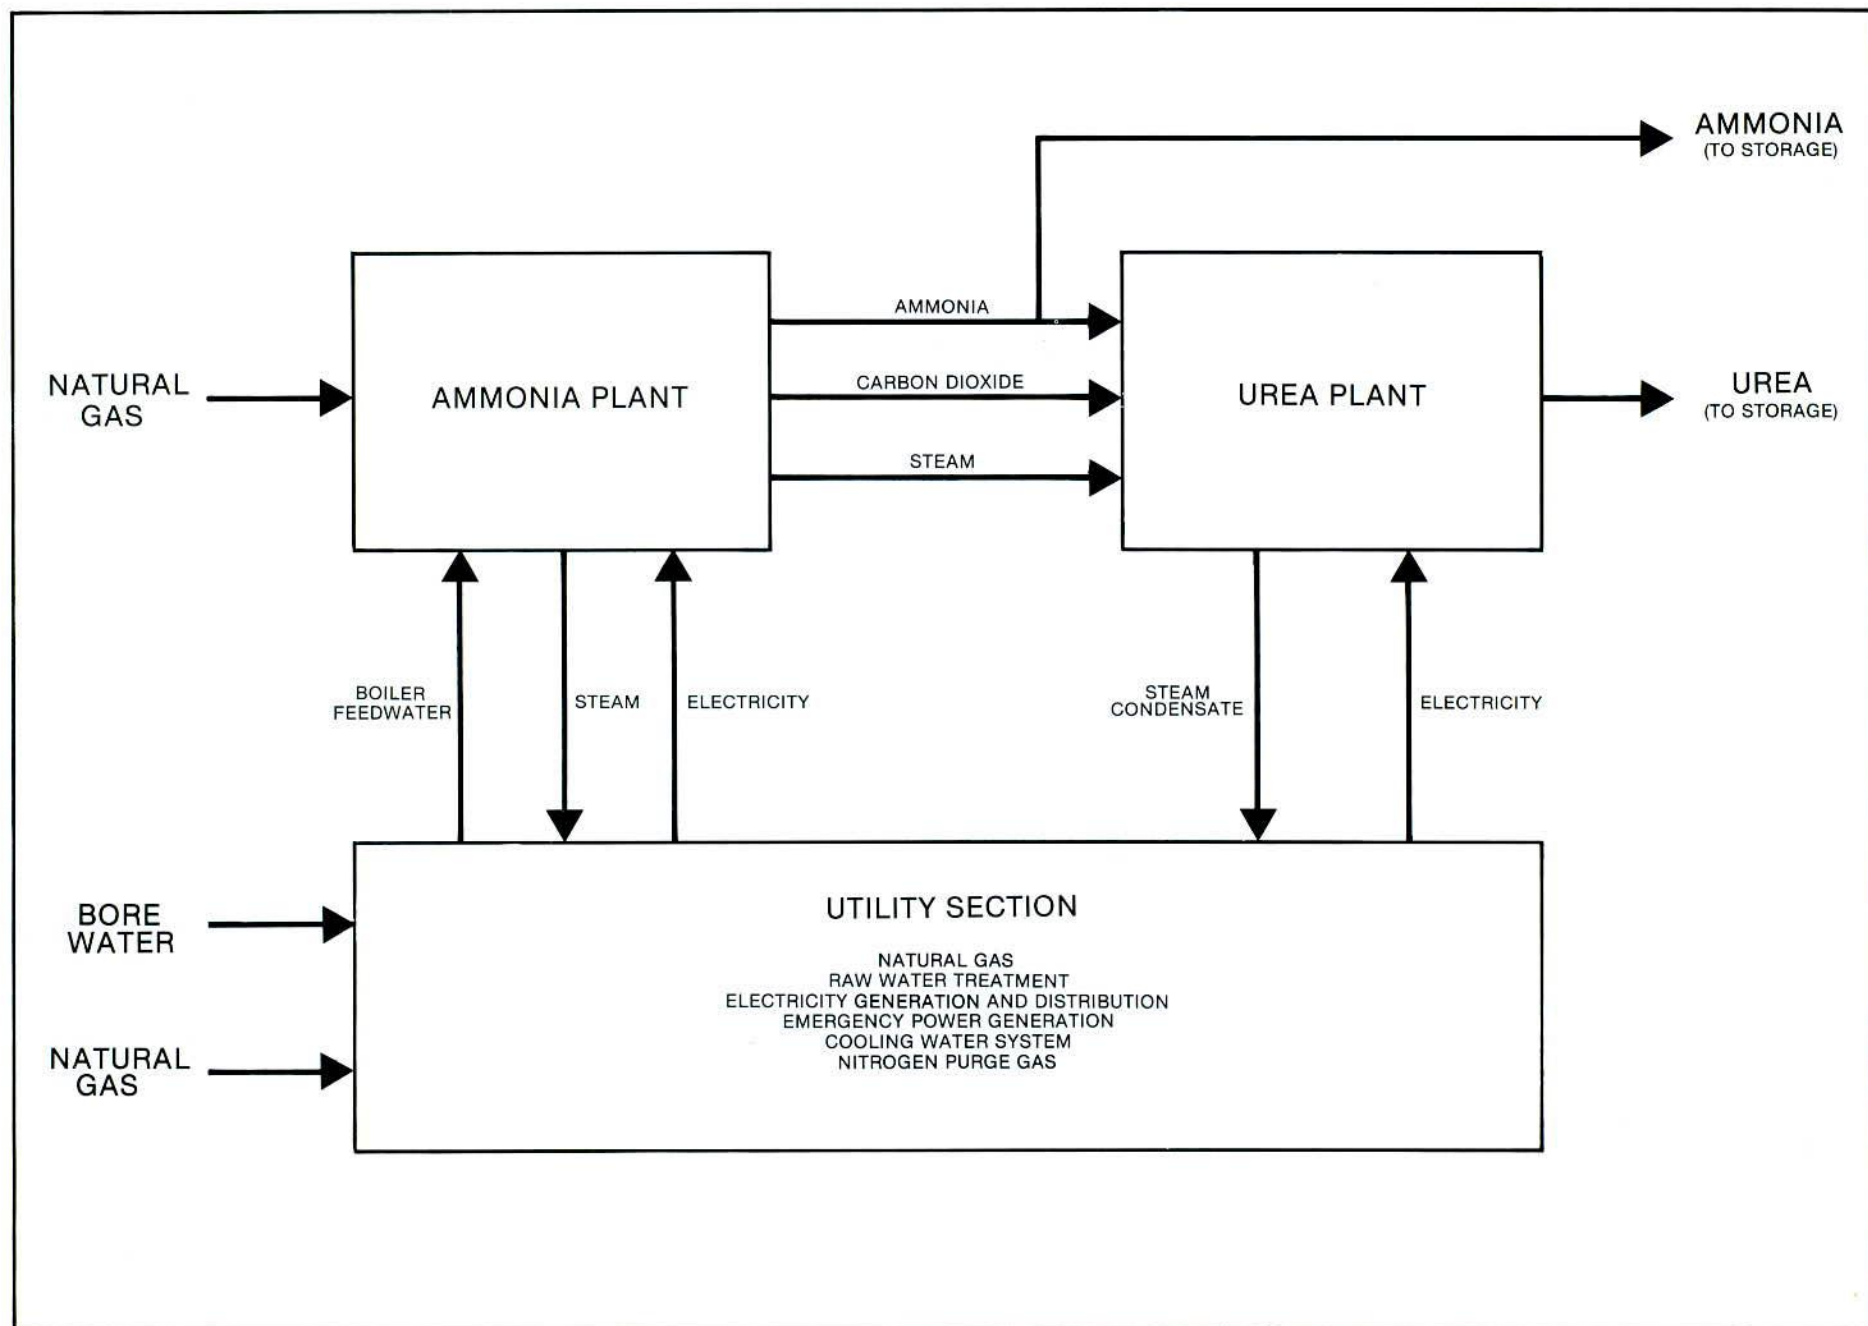 AMMONIA
(TO STORAGE)
AMMONIA
NATURAL
GAS
AMMONIA PLANT
CARBON DIOXIDE
UREA PLANT
UREA
(TO STORAGE)
STEAM
BOILER
FEEDWATER
STEAM
ELECTRICITY
STEAM
CONDENSATE
ELECTRICITY
BORE
WATER
UTILITY SECTION
NATURAL GAS
RAW WATER TREATMENT
ELECTRICITY GENERATION AND DISTRIBUTION
EMERGENCY POWER GENERATION
COOLING WATER SYSTEM
NITROGEN PURGE GAS
NATURAL
GAS